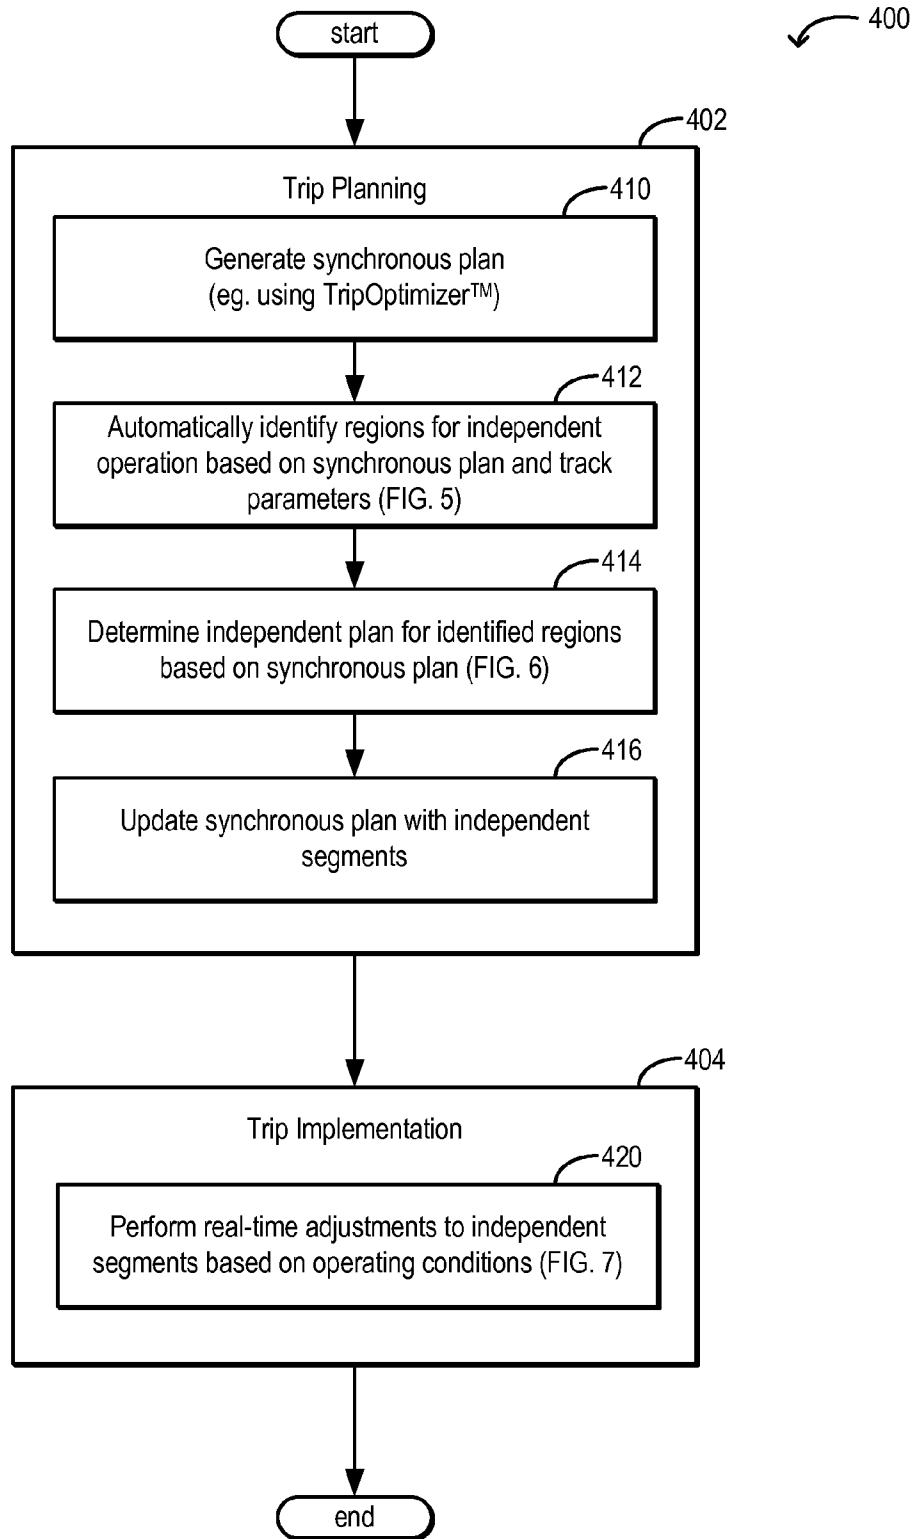 start
400
402
Trip Planning
410
Generate synchronous plan
(eg. using TripOptimizer™)
412
Automatically identify regions for independent
operation based on synchronous plan and track
parameters (FIG. 5)
414
Determine independent plan for identified regions
based on synchronous plan (FIG. 6)
416
Update synchronous plan with independent
segments
404
Trip Implementation
420
Perform real-time adjustments to independent
segments based on operating conditions (FIG. 7)
end